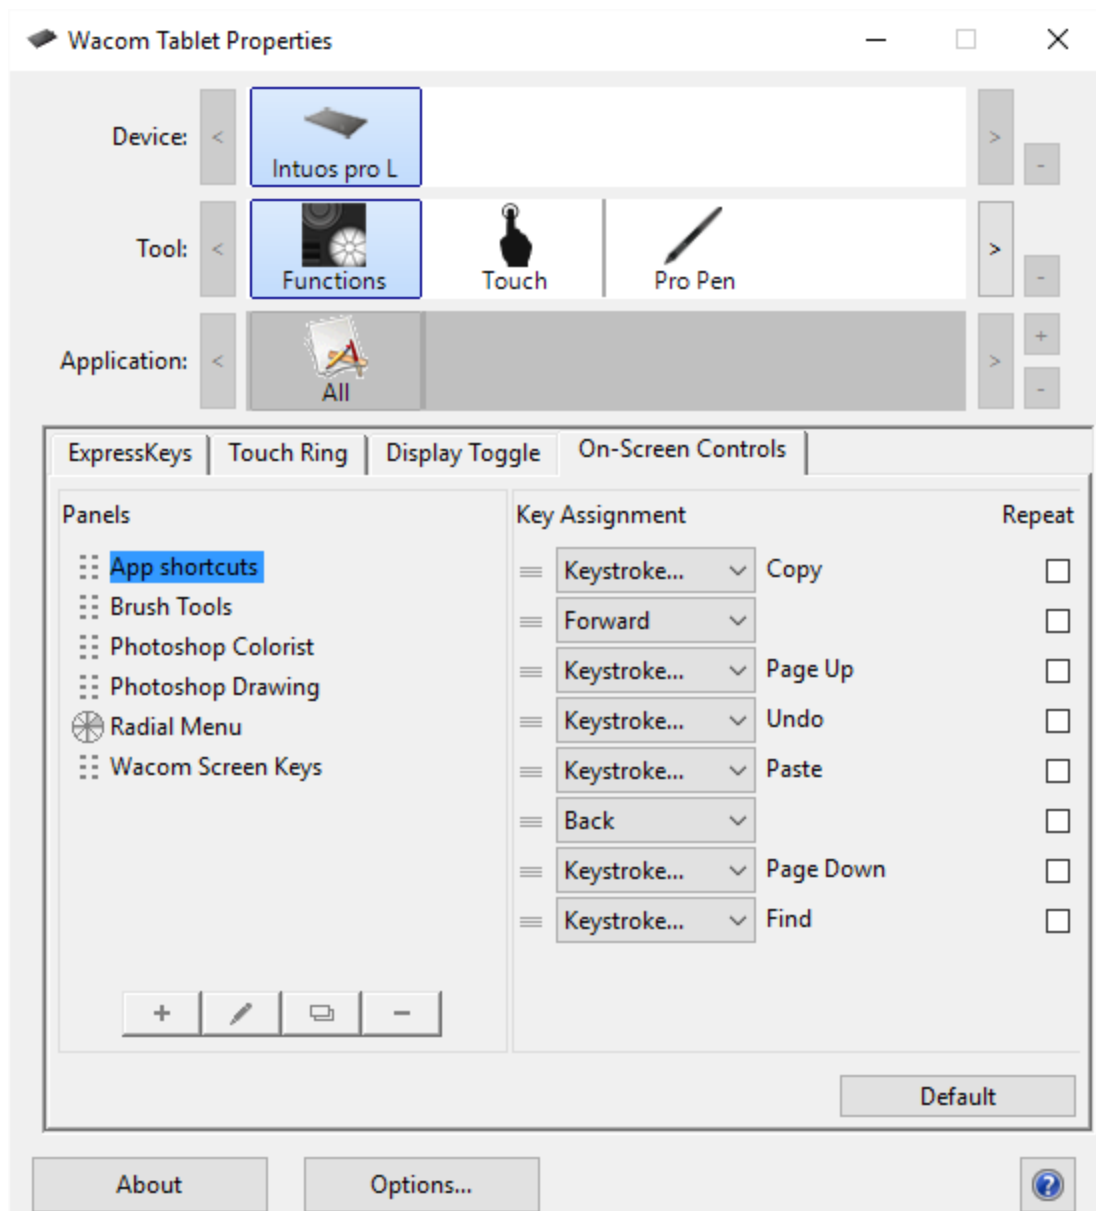 Wacom Tablet Properties
Device:
<
Intuos pro L
>
-
Tool:
<
Functions
Touch
Pro Pen
>
-
Application:
<
All
>
+
-
ExpressKeys Touch Ring Display Toggle On-Screen Controls
Panels
App shortcuts
Brush Tools
Photoshop Colorist
Photoshop Drawing
Radial Menu
Wacom Screen Keys
+ -
Key Assignment Repeat
Keystroke... Copy
Forward
Keystroke... Page Up
Keystroke... Undo
Keystroke... Paste
Back
Keystroke... Page Down
Keystroke... Find
Default
About Options... ?